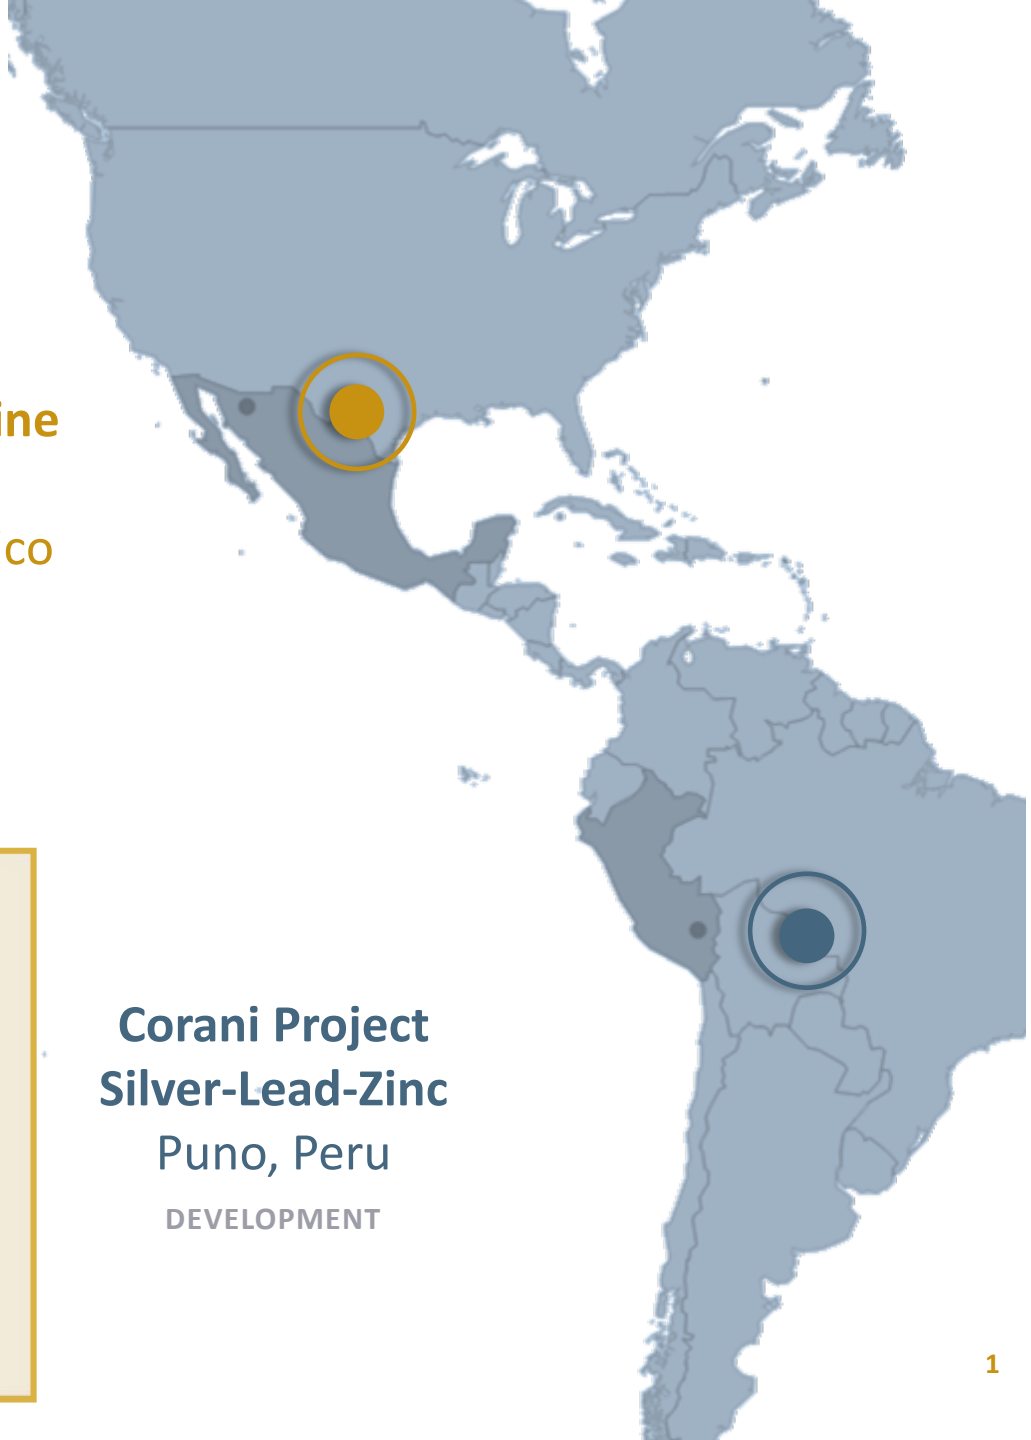 ine
co
Corani Project
Silver-Lead-Zinc
Puno, Peru
DEVELOPMENT
1